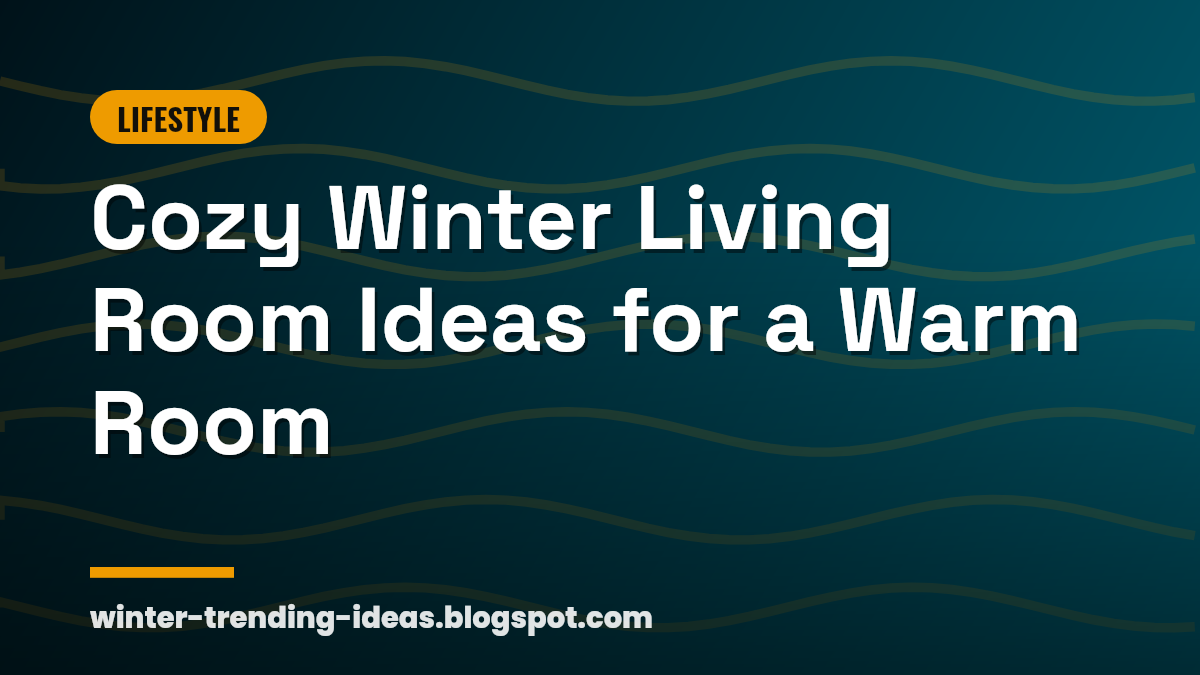 LIFESTYLE
Cozy Winter Living
Room Ideas for a Warm
Room
winter-trending-ideas.blogspot.com